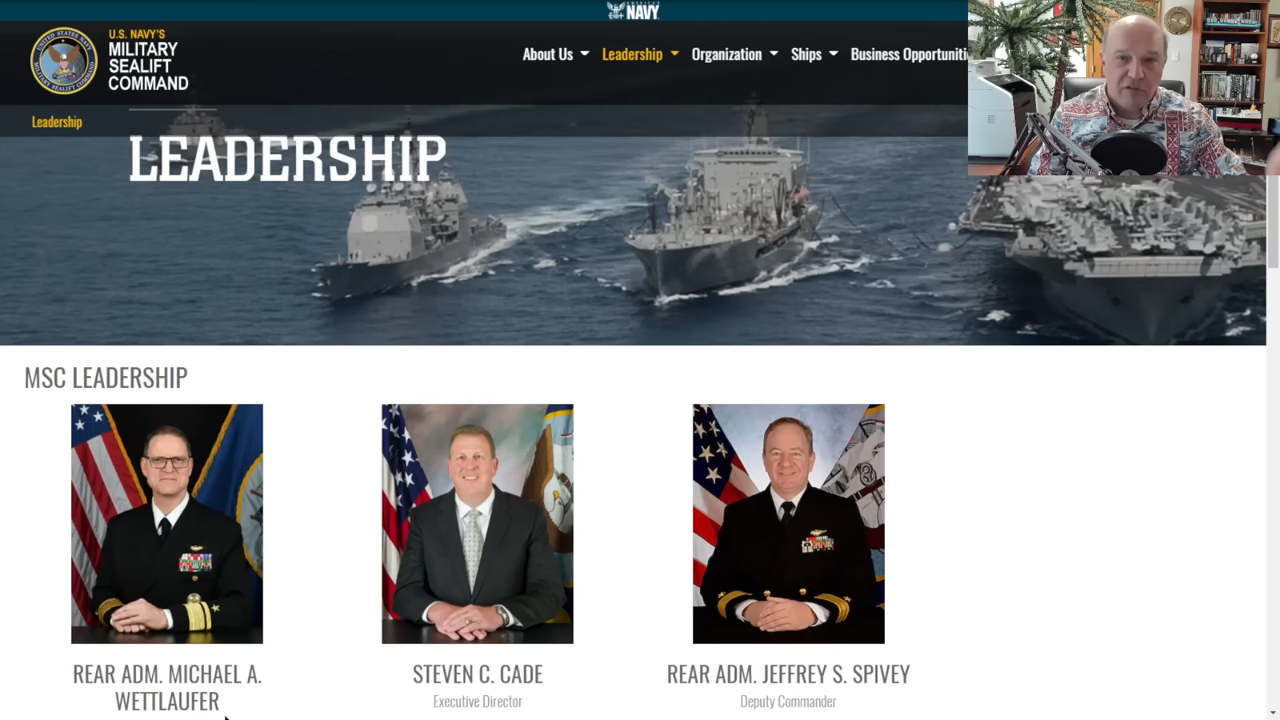 NAVY
U.S. NAVY'S
MILITARY
SEALIFT
COMMAND
About Us
Leadership
Organization
Ships
Business Opportuniti
Leadership
LEADERSHIP
MSC LEADERSHIP
REAR ADM. MICHAEL A.
WETTLAUFER
STEVEN C. CADE
Executive Director
REAR ADM. JEFFREY S. SPIVEY
Deputy Commander